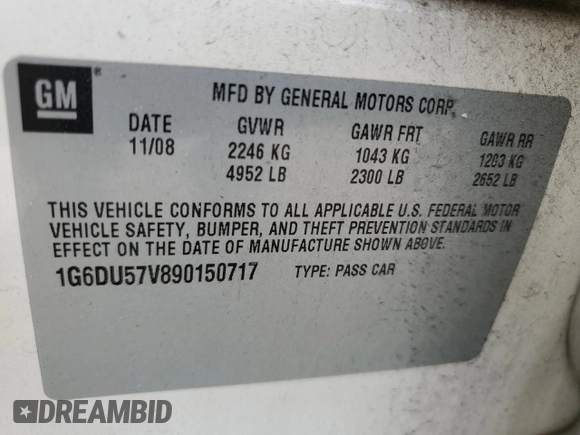 GM
®
MFD BY GENERAL MOTORS CORP.
DATE GVWR GAWR FRT GAWR RR
11/08 2246 KG 1043 KG 1203 KG
4952 LB 2300 LB 2652 LB
THIS VEHICLE CONFORMS TO ALL APPLICABLE U.S. FEDERAL MOTOR
VEHICLE SAFETY, BUMPER, AND THEFT PREVENTION STANDARDS IN
EFFECT ON THE DATE OF MANUFACTURE SHOWN ABOVE.
1G6DU57V890150717 TYPE: PASS CAR
DREAMBID